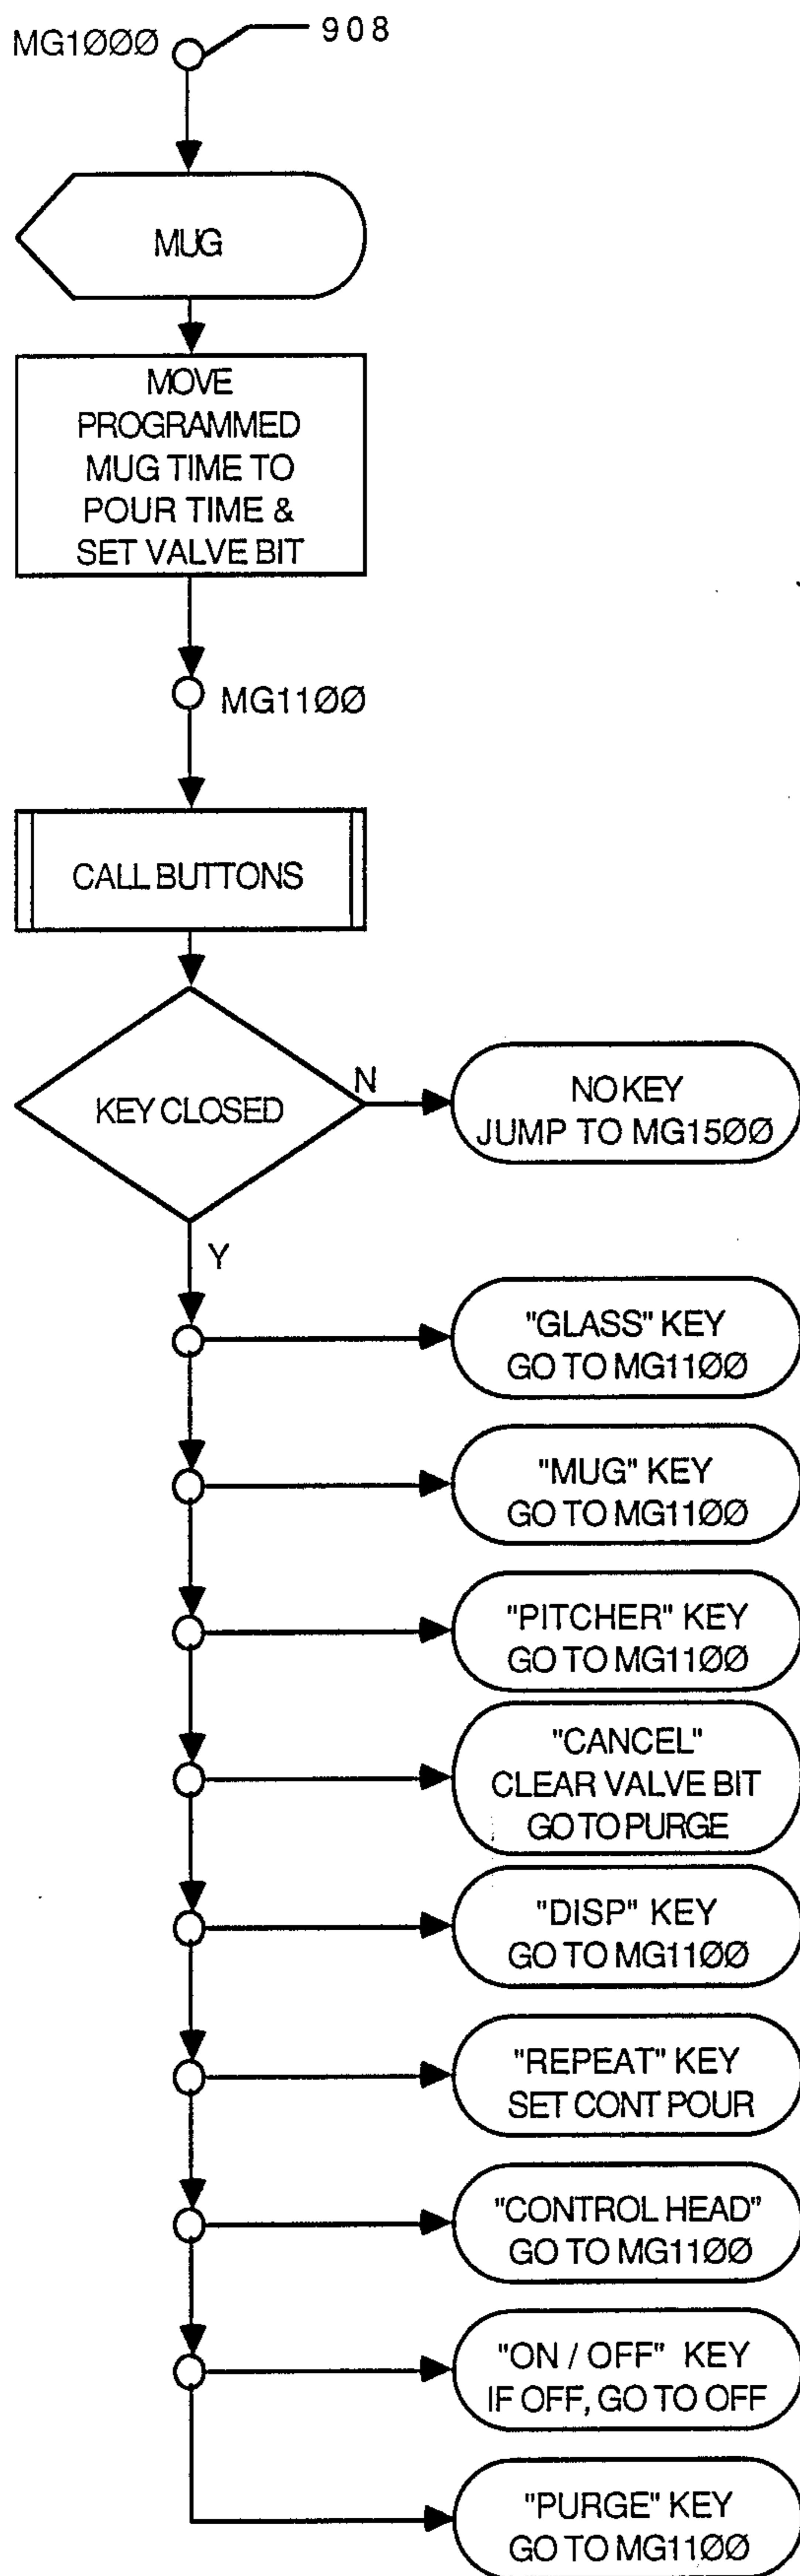 MG1ØØØ
908
MUG
MOVE
PROGRAMMED
MUG TIME TO
POUR TIME &
SET VALVE BIT
MG11ØØ
CALL BUTTONS
KEY CLOSED
N
NO KEY
JUMP TO MG15ØØ
Y
"GLASS" KEY
GO TO MG11ØØ
"MUG" KEY
GO TO MG11ØØ
"PITCHER" KEY
GO TO MG11ØØ
"CANCEL"
CLEAR VALVE BIT
GO TO PURGE
"DISP" KEY
GO TO MG11ØØ
"REPEAT" KEY
SET CONT POUR
"CONTROL HEAD"
GO TO MG11ØØ
"ON / OFF" KEY
IF OFF, GO TO OFF
"PURGE" KEY
GO TO MG11ØØ